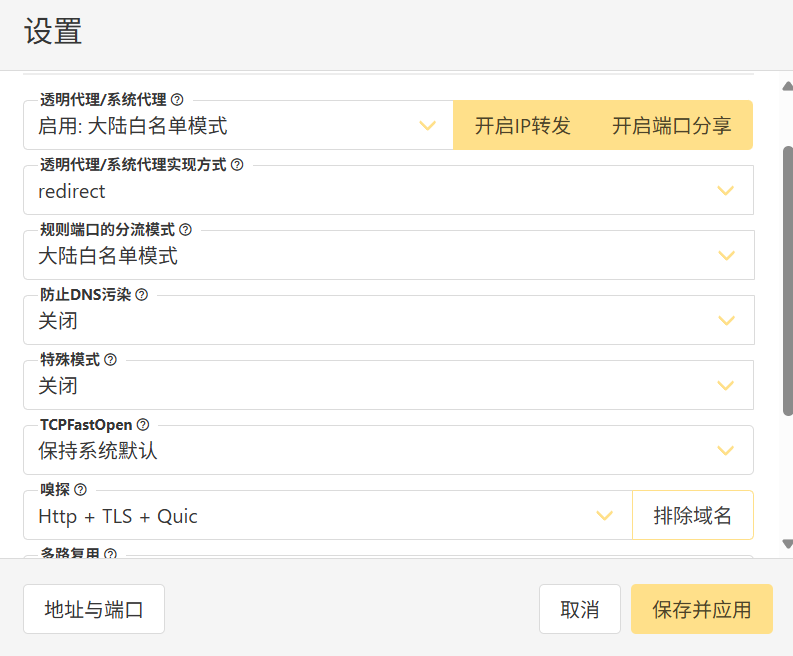 设置
透明代理/系统代理
启用: 大陆白名单模式
开启IP转发
开启端口分享
透明代理/系统代理实现方式
redirect
规则端口的分流模式
大陆白名单模式
防止DNS污染
关闭
特殊模式
关闭
TCPFastOpen
保持系统默认
嗅探
Http + TLS + Quic
排除域名
多路复用
地址与端口
取消
保存并应用